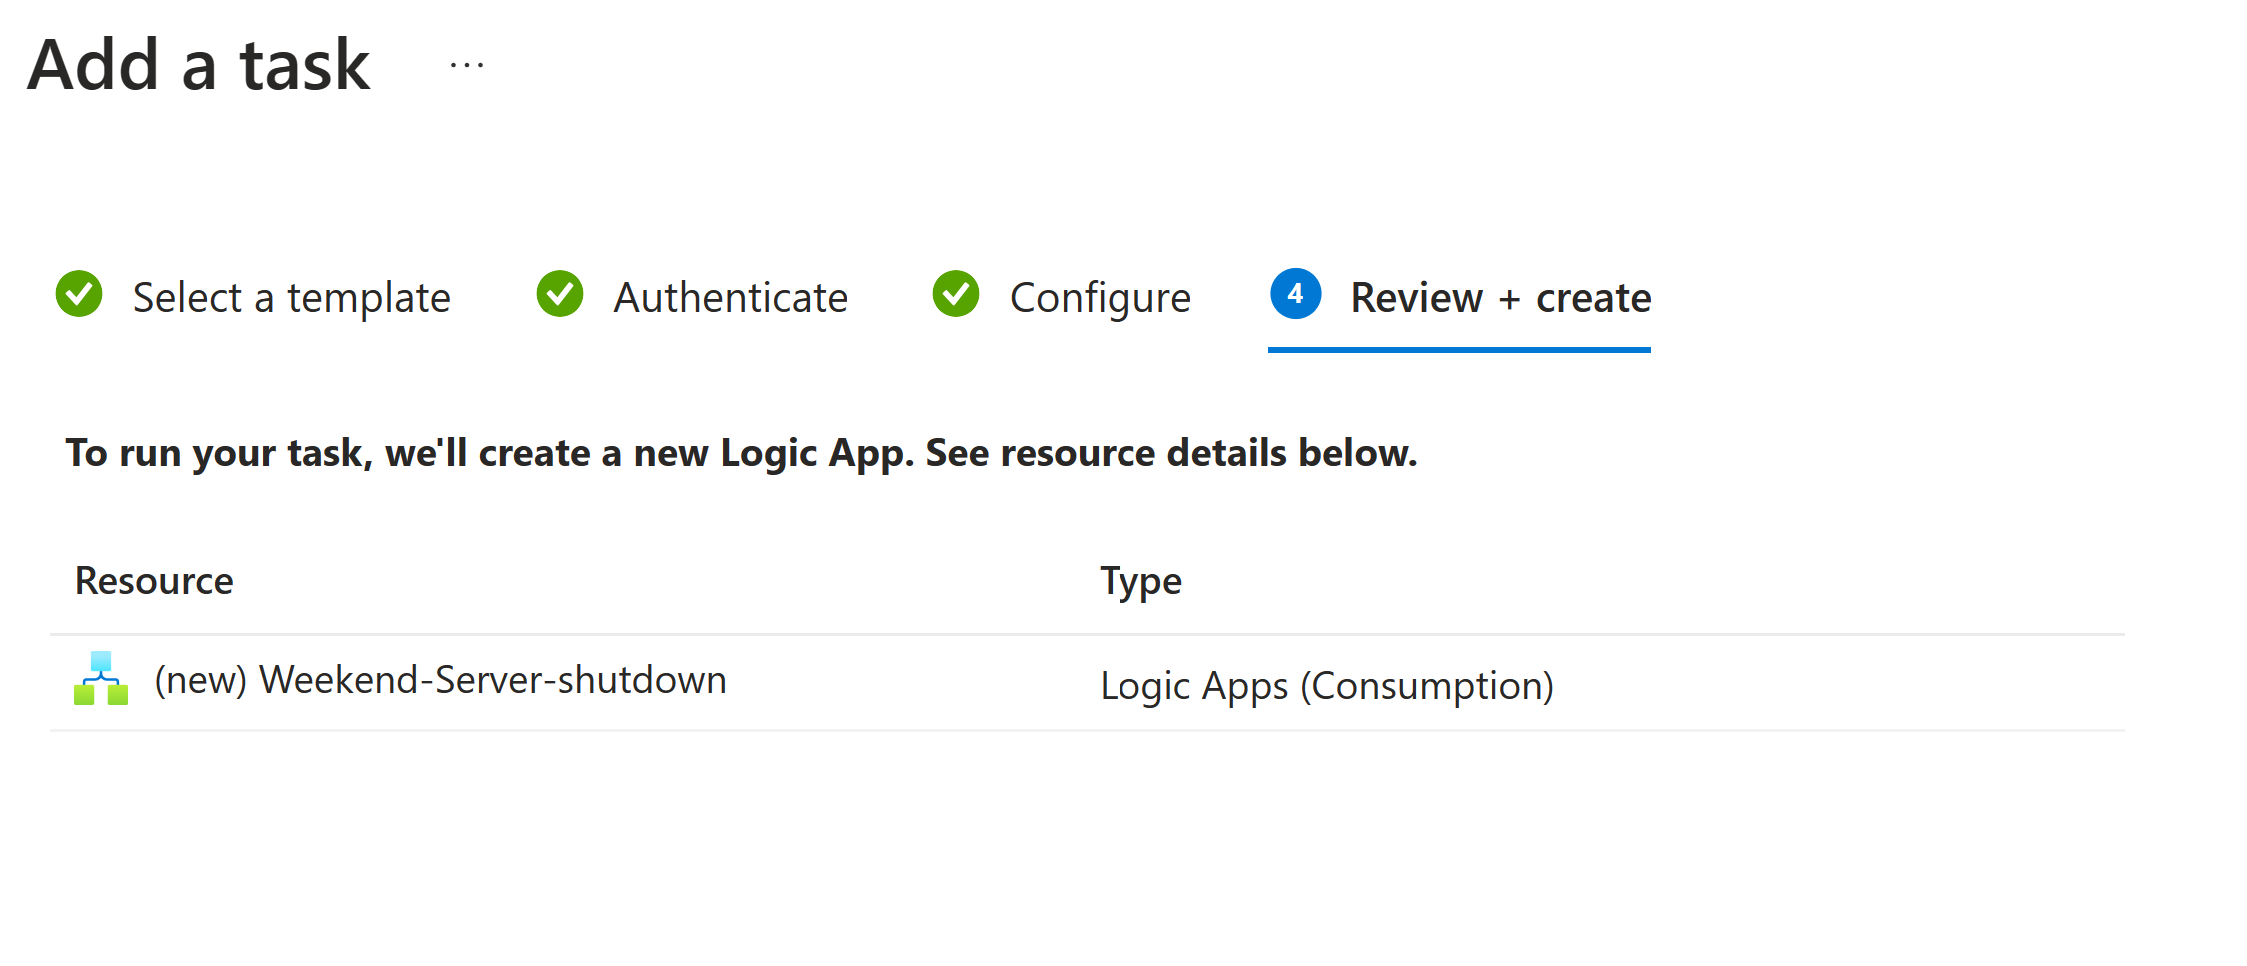 Add a task ...
Select a template Authenticate Configure 4 Review + create
To run your task, we'll create a new Logic App. See resource details below.
Resource Type
(new) Weekend-Server-shutdown Logic Apps (Consumption)